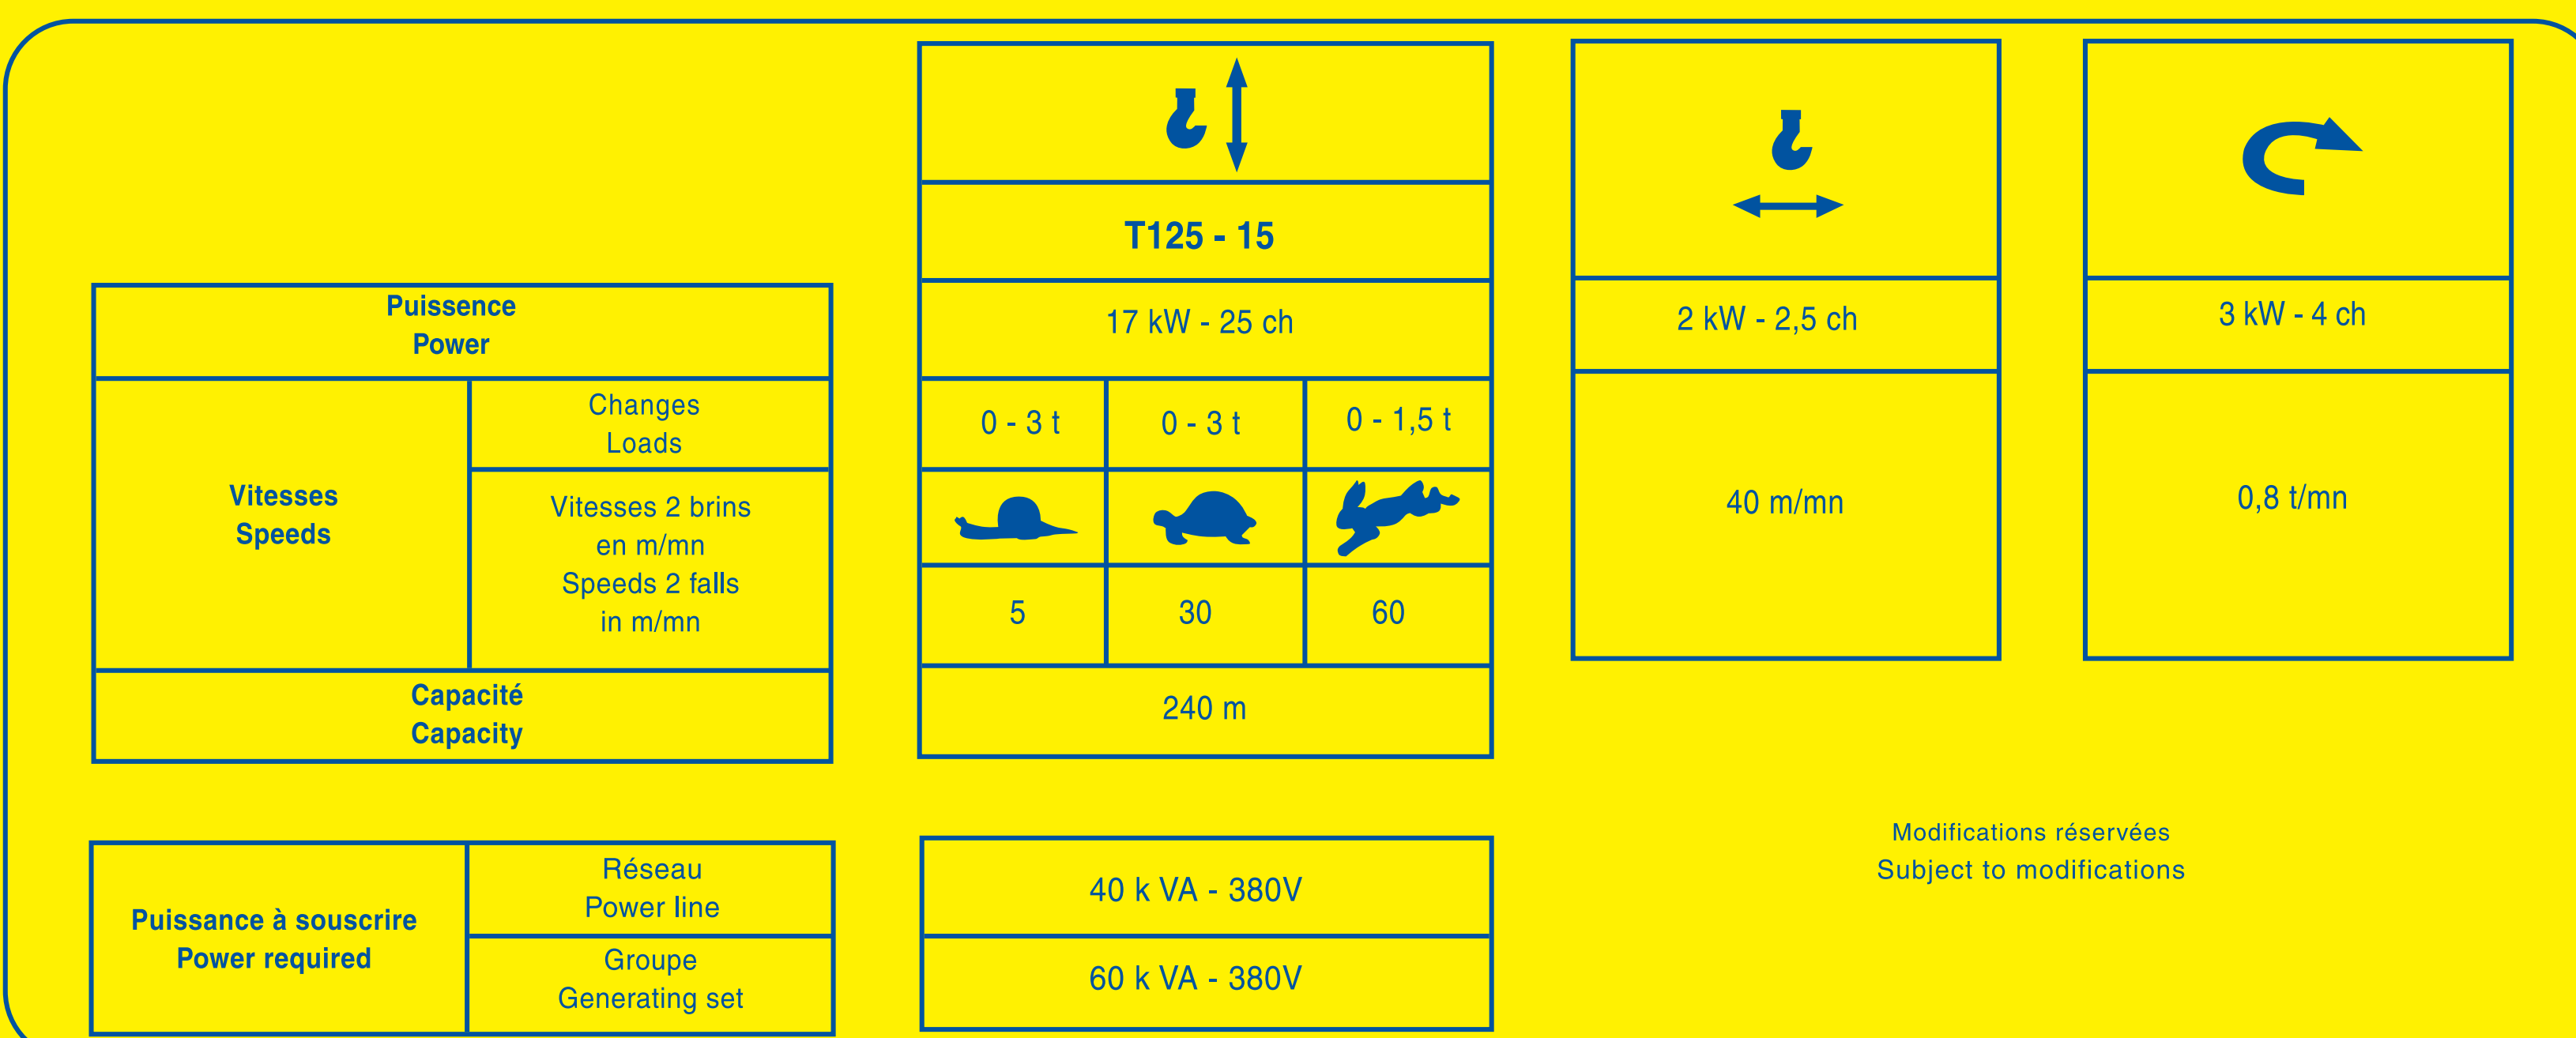 T125 - 15
Puissence
Power
17 kW - 25 ch
2 kW - 2,5 ch
3 kW - 4 ch
Vitesses
Speeds
Changes
Loads
0 - 3 t
0 - 3 t
0 - 1,5 t
Vitesses 2 brins
en m/mn
Speeds 2 falls
in m/mn
5
30
60
40 m/mn
0,8 t/mn
Capacité
Capacity
240 m
Puissance à souscrire
Power required
Réseau
Power line
40 k VA - 380V
Groupe
Generating set
60 k VA - 380V
Modifications réservées
Subject to modifications